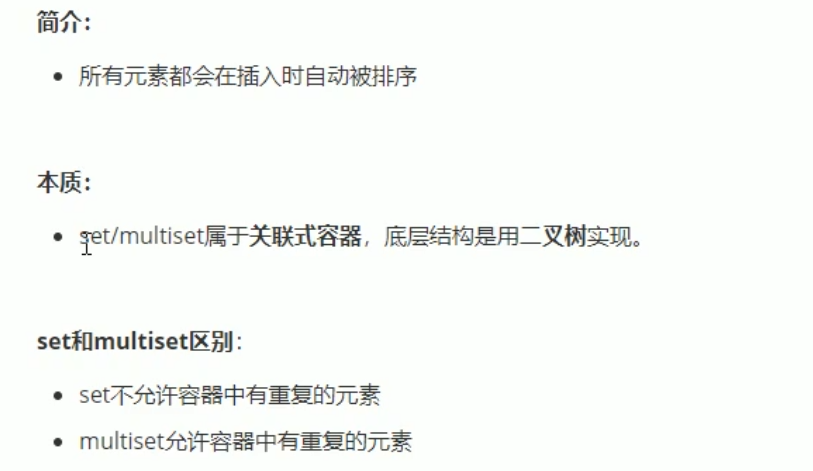 简介：
所有元素都会在插入时自动被排序
本质：
set/multiset属于关联式容器，底层结构是用二叉树实现。
set和multiset区别：
set不允许容器中有重复的元素
multiset允许容器中有重复的元素